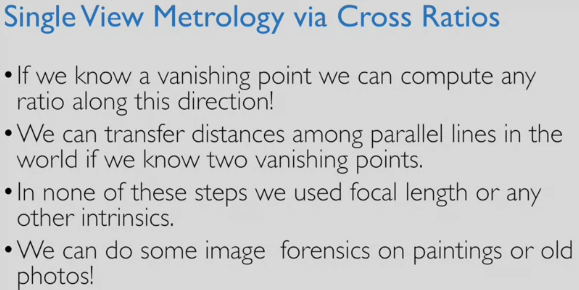 Single View Metrology via Cross Ratios
• If we know a vanishing point we can compute any
ratio along this direction!
• We can transfer distances among parallel lines in the
world if we know two vanishing points.
• In none of these steps we used focal length or any
other intrinsics.
• We can do some image forensics on paintings or old
photos!